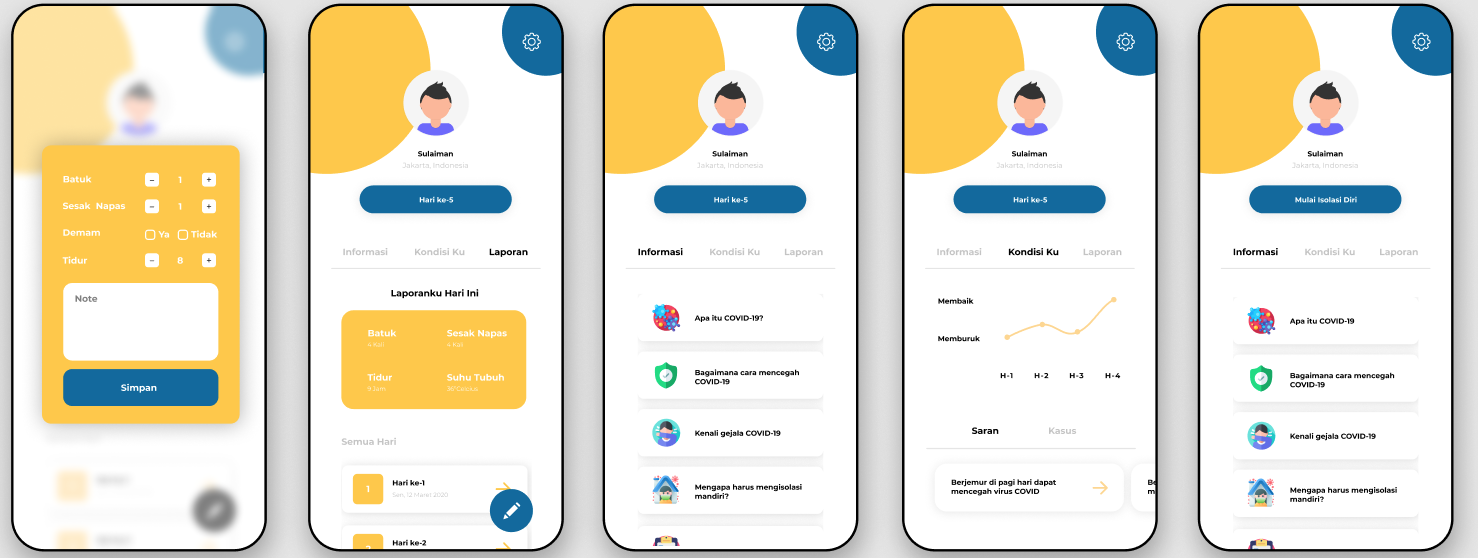 Batuk
- 1 +
Sesak Napas
- 1 +
Demam
Ya Tidak
Tidur
- 8 +
Note
Simpan
Sulaiman
Jakarta, Indonesia
Hari ke-5
Informasi Kondisi Ku Laporan
Laporanku Hari Ini
Batuk Sesak Napas
4 Kali 4 Kali
Tidur Suhu Tubuh
9 Jam
Semua Hari
1
Hari ke-1
Sen, 12 Maret 2020
Hari ke-2
Sulaiman
Jakarta, Indonesia
Hari ke-5
Informasi Kondisi Ku Laporan
Apa itu COVID-19?
Bagaimana cara mencegah
COVID-19
Kenali gejala COVID-19
Mengapa harus mengisolasi
mandiri?
Sulaiman
Jakarta, Indonesia
Hari ke-5
Informasi Kondisi Ku Laporan
Membaik
Memburuk
H-1 H-2 H-3 H-4
Saran Kasus
Berjemur di pagi hari dapat
mencegah virus COVID
Be
m
Sulaiman
Jakarta, Indonesia
Mulai Isolasi Diri
Informasi Kondisi Ku Laporan
Apa itu COVID-19
Bagaimana cara mencegah
COVID-19
Kenali gejala COVID-19
Mengapa harus mengisolasi
mandiri?